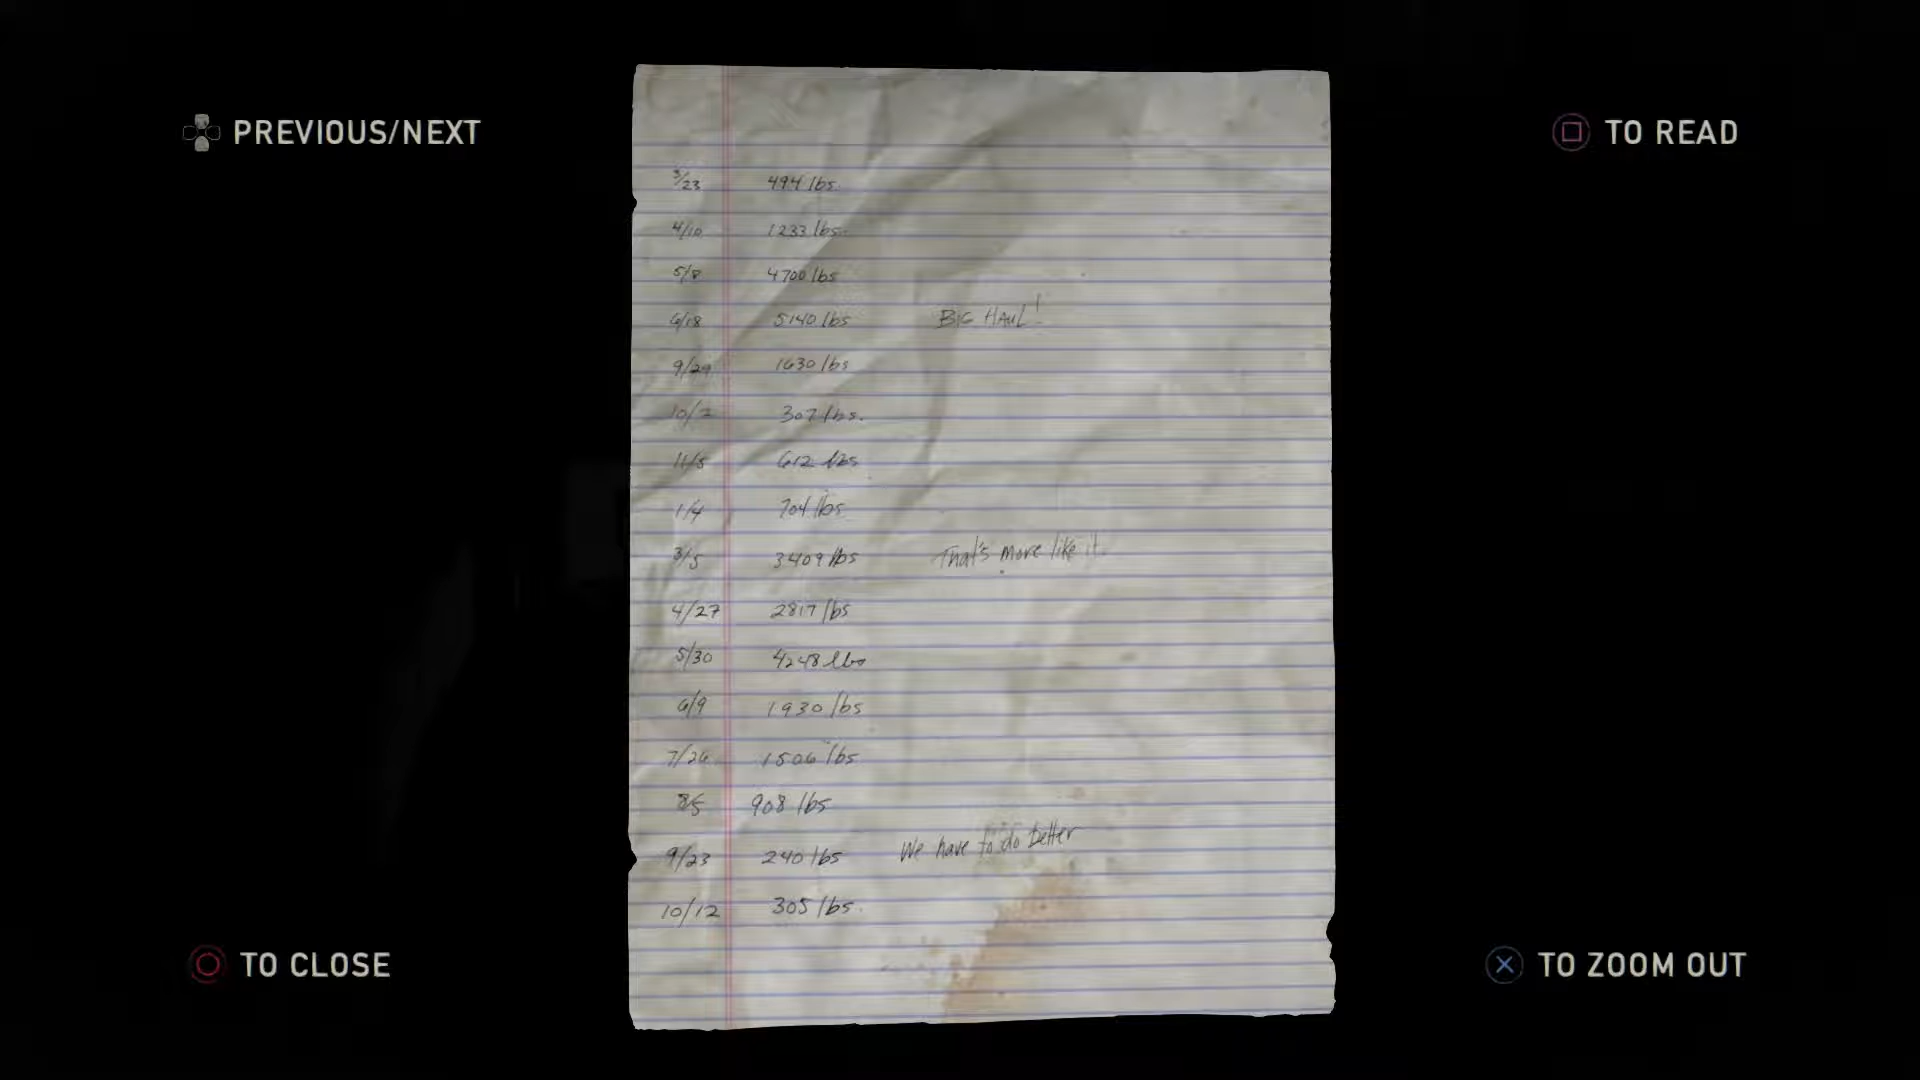 PREVIOUS/NEXT
TO READ
3/23 494 lbs.
4/10 1233 lbs.
5/8 4700 lbs
6/18 5140 lbs BIG HAUL!
9/29 1630 lbs
10/2 307 lbs.
11/5 612 lbs
1/4 704 lbs
3/5 3409 lbs That's more like it.
4/27 2817 lbs
5/30 4248 lbs
6/9 1930 lbs
7/26 1506 lbs
8/5 908 lbs
9/23 240 lbs We have to do better
10/12 305 lbs.
TO CLOSE
TO ZOOM OUT